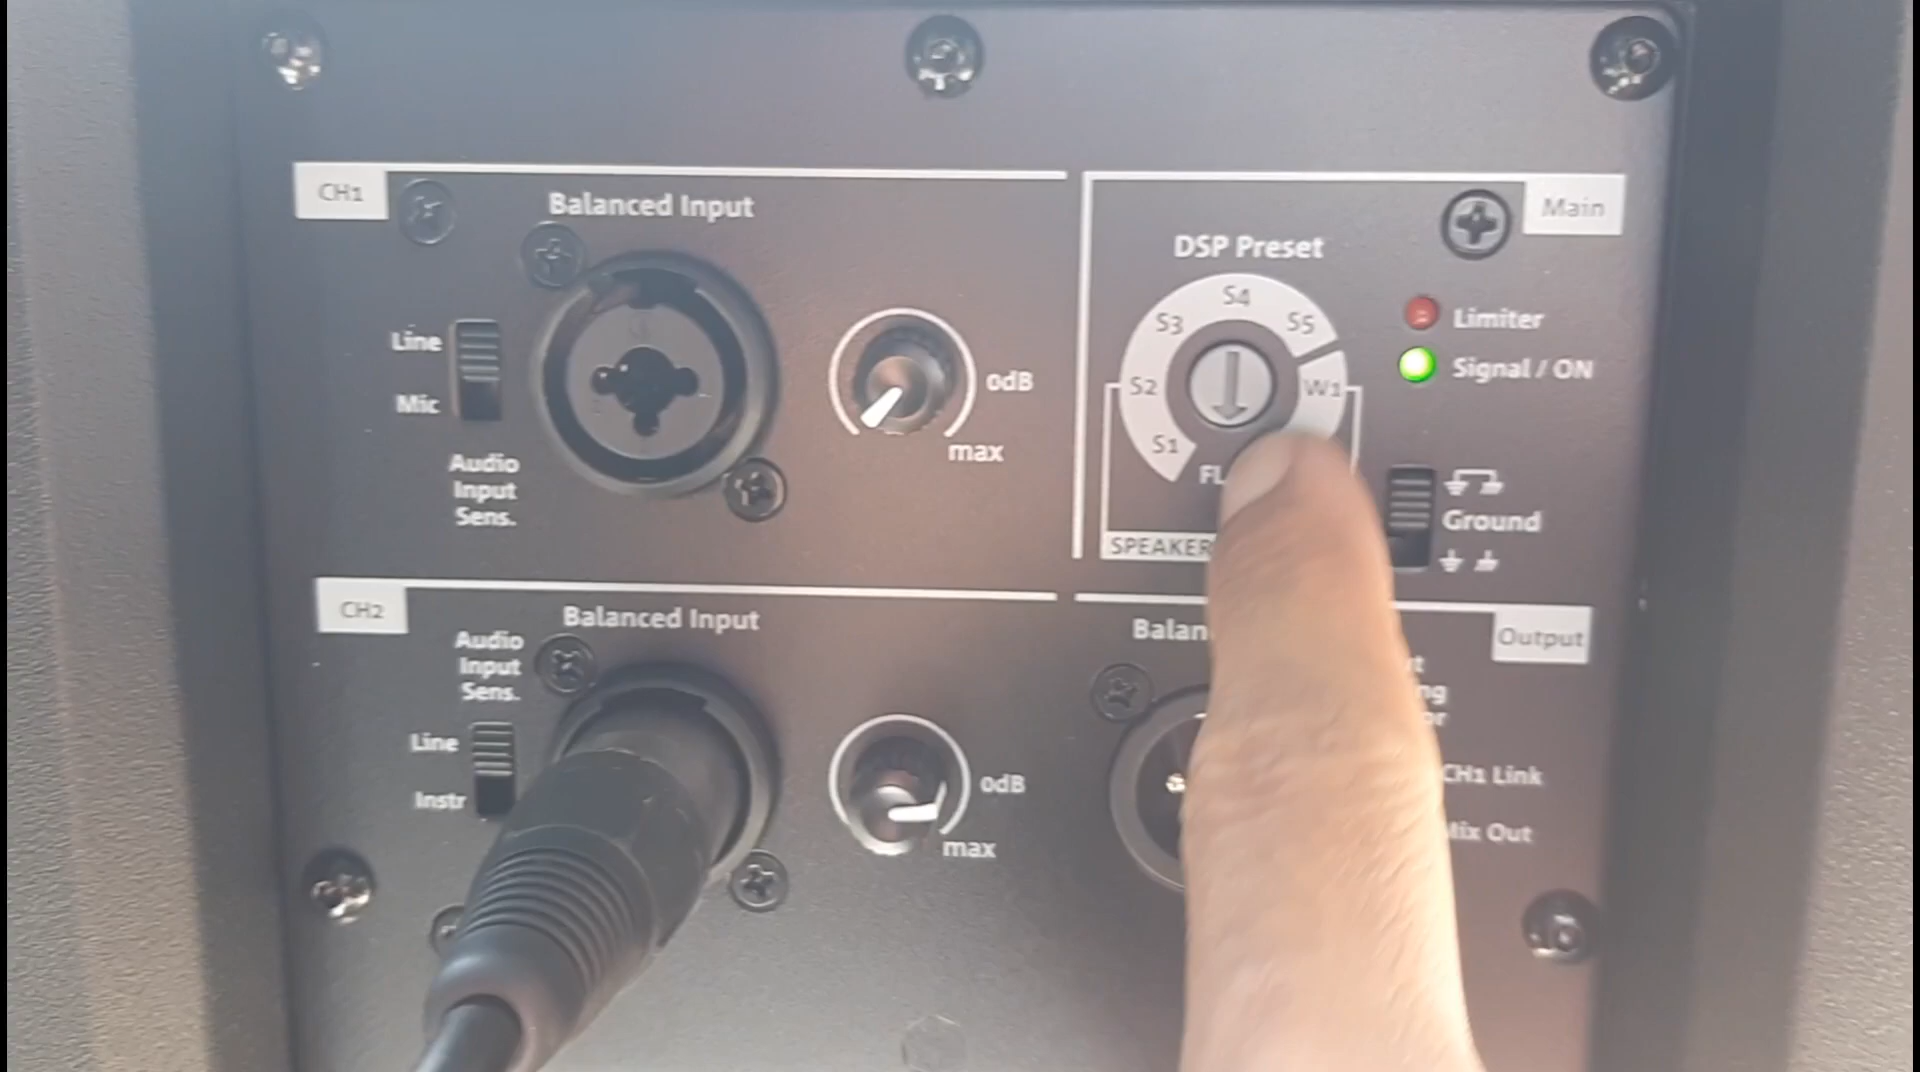 CH1
Balanced Input
Line
Mic
Audio
Input
Sens.
0dB
max
Main
DSP Preset
S1
S2
S3
S4
S5
W1
FL
SPEAKER
Limiter
Signal / ON
Ground
CH2
Balanced Input
Audio
Input
Sens.
Line
Instr
0dB
max
Output
CH1 Link
Mix Out